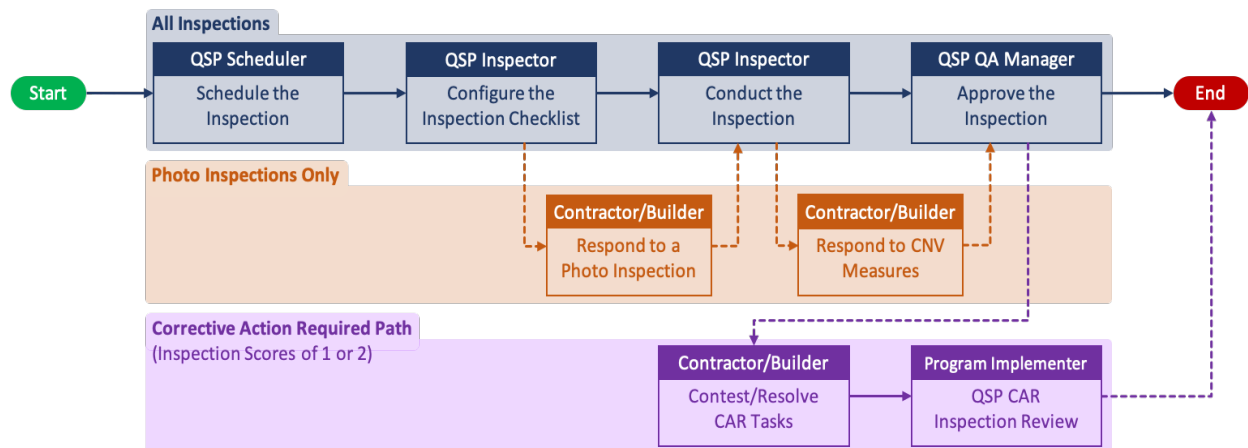 All Inspections
Start
QSP Scheduler
Schedule the
Inspection
QSP Inspector
Configure the
Inspection Checklist
QSP Inspector
Conduct the
Inspection
QSP QA Manager
Approve the
Inspection
End
Photo Inspections Only
Contractor/Builder
Respond to a
Photo Inspection
Contractor/Builder
Respond to CNV
Measures
Corrective Action Required Path
(Inspection Scores of 1 or 2)
Contractor/Builder
Contest/Resolve
CAR Tasks
Program Implementer
QSP CAR
Inspection Review